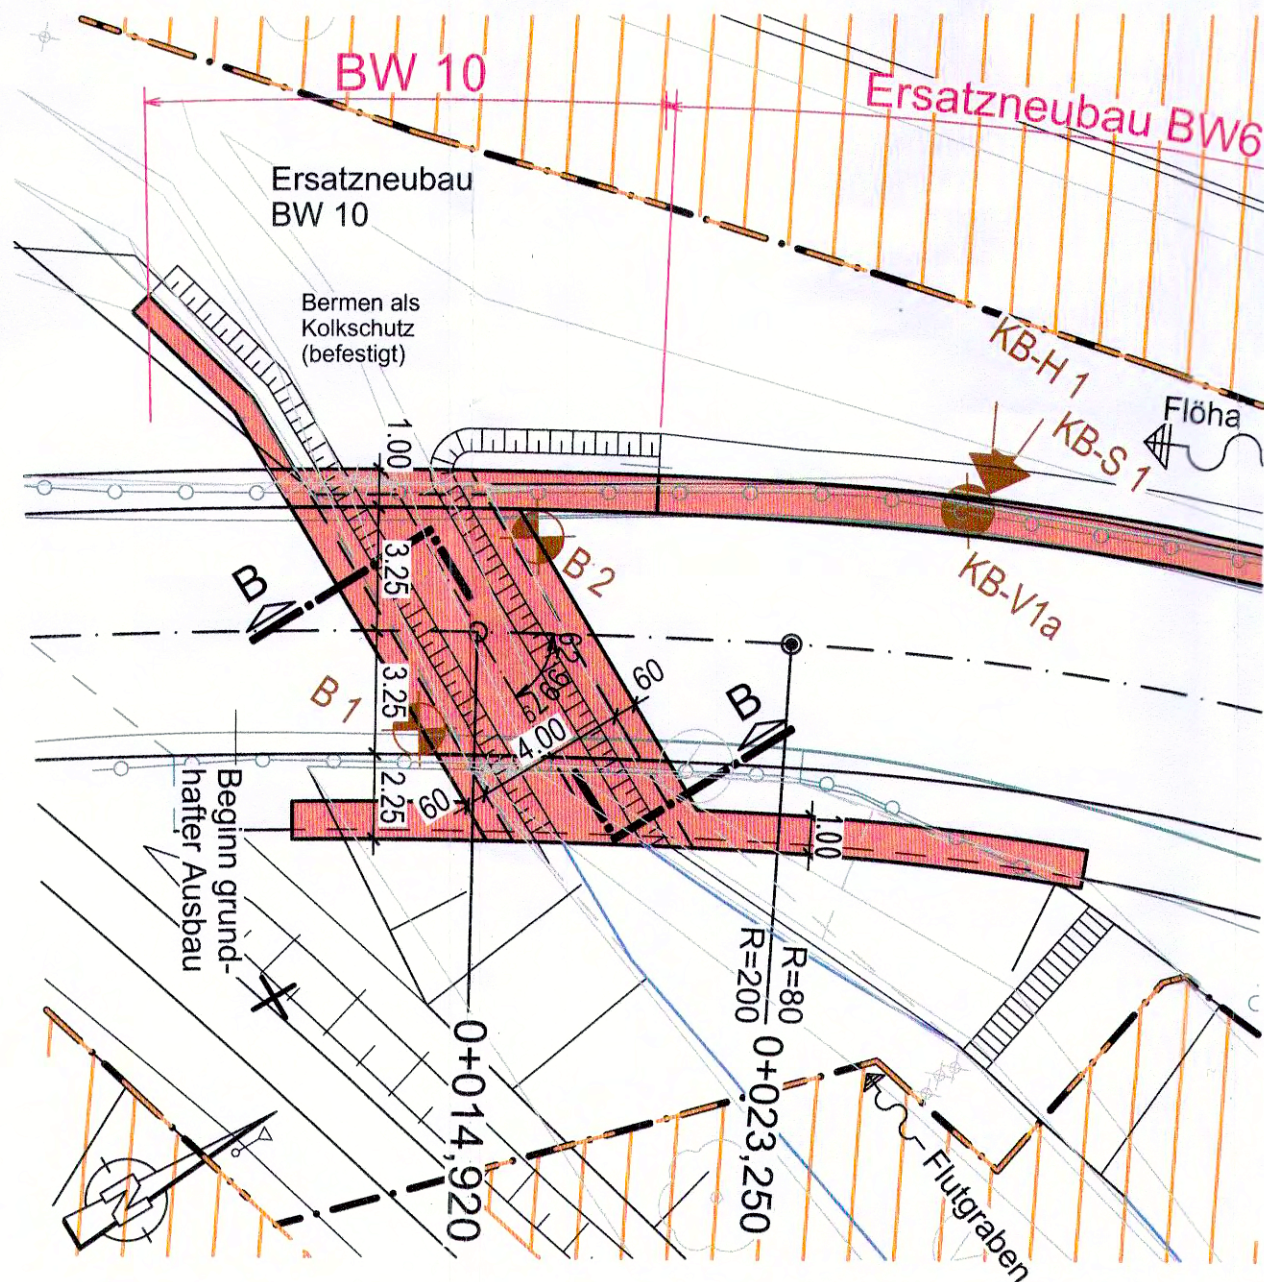 BW 10
Ersatzneubau BW6
Ersatzneubau
BW 10
Bermen als
Kolkschutz
(befestigt)
KB-H 1
KB-S 1
Flöha
KB-V1a
1.00
3.25
3.25
2.25
B
B 2
B 1
60
4.00
60
B
1.00
Beginn grund-
hafter Ausbau
R=80
R=200
0+014,920
0+023,250
Flutgraben
N